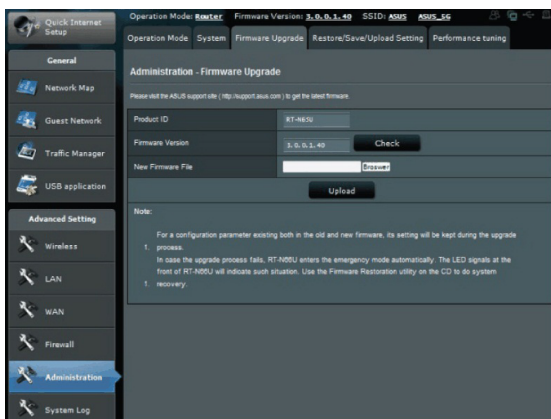 Quick Internet
Setup
Operation Mode: Router Firmware Version: 3.0.0.1.40 SSID: ASUS ASUS_5G
Operation Mode System Firmware Upgrade Restore/Save/Upload Setting Performance tuning
General
Network Map
Guest Network
Traffic Manager
USB application
Advanced Setting
Wireless
LAN
WAN
Firewall
Administration
System Log
Administration - Firmware Upgrade
Please visit the ASUS support site ( http://support.asus.com ) to get the latest firmware.
Product ID RT-N65U
Firmware Version 3.0.0.1.40 Check
New Firmware File Broswer
Upload
Note:
For a configuration parameter existing both in the old and new firmware, its setting will be kept during the upgrade
1. process.
In case the upgrade process fails, RT-N66U enters the emergency mode automatically. The LED signals at the
front of RT-N66U will indicate such situation. Use the Firmware Restoration utility on the CD to do system
1. recovery.